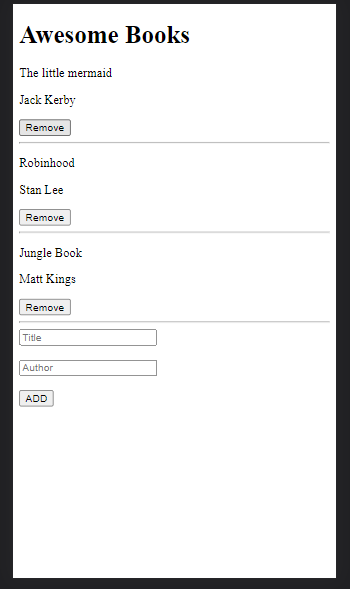 Awesome Books
The little mermaid
Jack Kerby
Remove
Robinhood
Stan Lee
Remove
Jungle Book
Matt Kings
Remove
Title
Author
ADD